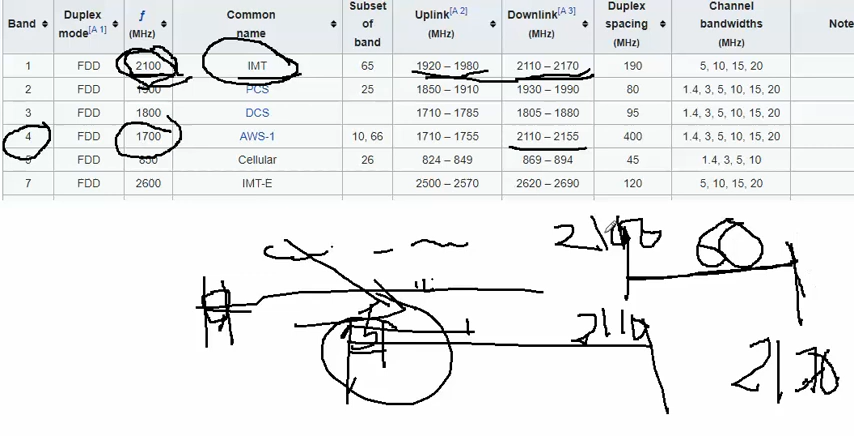 Band Duplex mode[A 1] ƒ (MHz) Common name Subset of band Uplink[A 2] (MHz) Downlink[A 3] (MHz) Duplex spacing (MHz) Channel bandwidths (MHz) Note
1 FDD 2100 IMT 65 1920 – 1980 2110 – 2170 190 5, 10, 15, 20
2 FDD 1900 PCS 25 1850 – 1910 1930 – 1990 80 1.4, 3, 5, 10, 15, 20
3 FDD 1800 DCS 1710 – 1785 1805 – 1880 95 1.4, 3, 5, 10, 15, 20
4 FDD 1700 AWS-1 10, 66 1710 – 1755 2110 – 2155 400 1.4, 3, 5, 10, 15, 20
5 FDD 850 Cellular 26 824 – 849 869 – 894 45 1.4, 3, 5, 10
7 FDD 2600 IMT-E 2500 – 2570 2620 – 2690 120 5, 10, 15, 20
60
2110